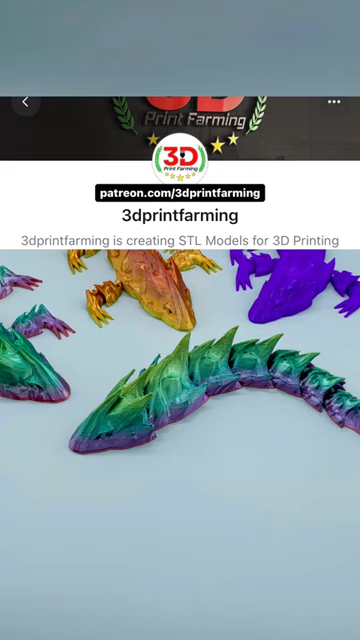 3D
Print Farming
3D
Print Farming
patreon.com/3dprintfarming
3dprintfarming
3dprintfarming is creating STL Models for 3D Printing